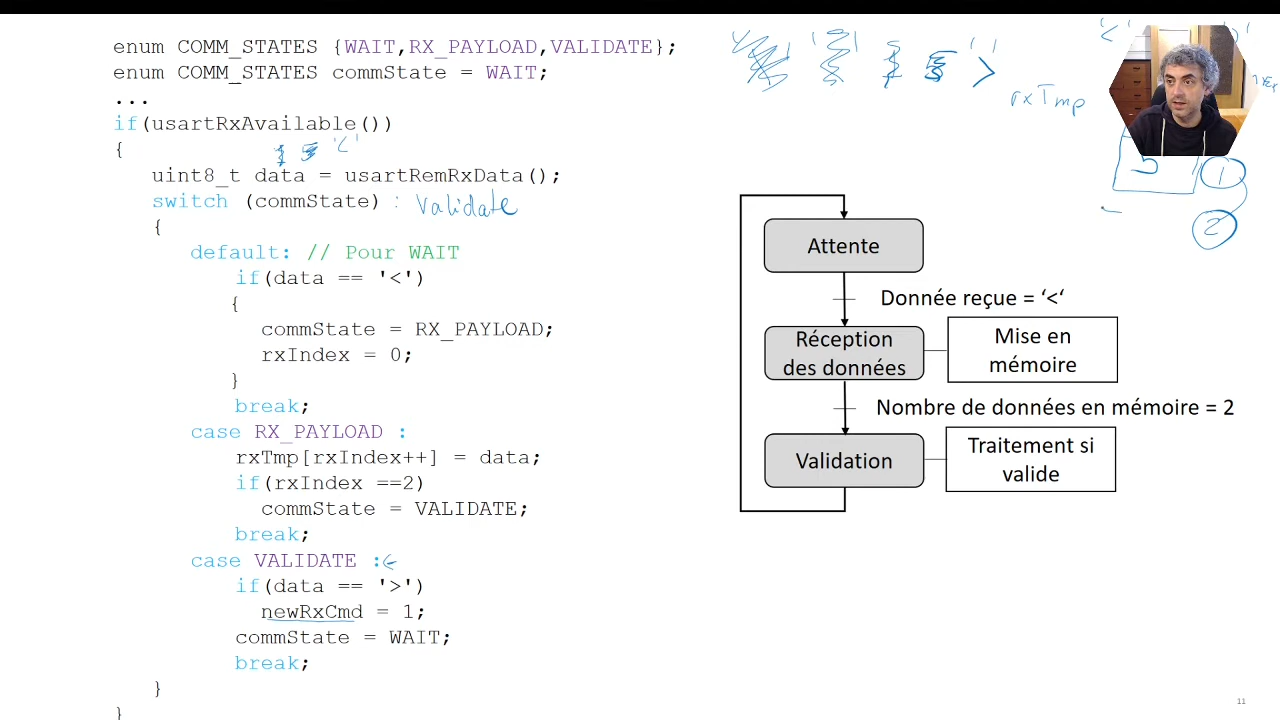 enum COMM_STATES {WAIT,RX_PAYLOAD,VALIDATE};
enum COMM_STATES commState = WAIT;
...
if(usartRxAvailable())
{
uint8_t data = usartRemRxData();
switch (commState) : Validate
{
default: // Pour WAIT
if(data == '<')
{
commState = RX_PAYLOAD;
rxIndex = 0;
}
break;
case RX_PAYLOAD :
rxTmp[rxIndex++] = data;
if(rxIndex ==2)
commState = VALIDATE;
break;
case VALIDATE :
if(data == '>')
newRxCmd = 1;
commState = WAIT;
break;
}
}
rxTmp
5
1
2
Attente
Donnée reçue = ‘<‘
Réception
des données
Mise en
mémoire
Nombre de données en mémoire = 2
Validation
Traitement si
valide
11